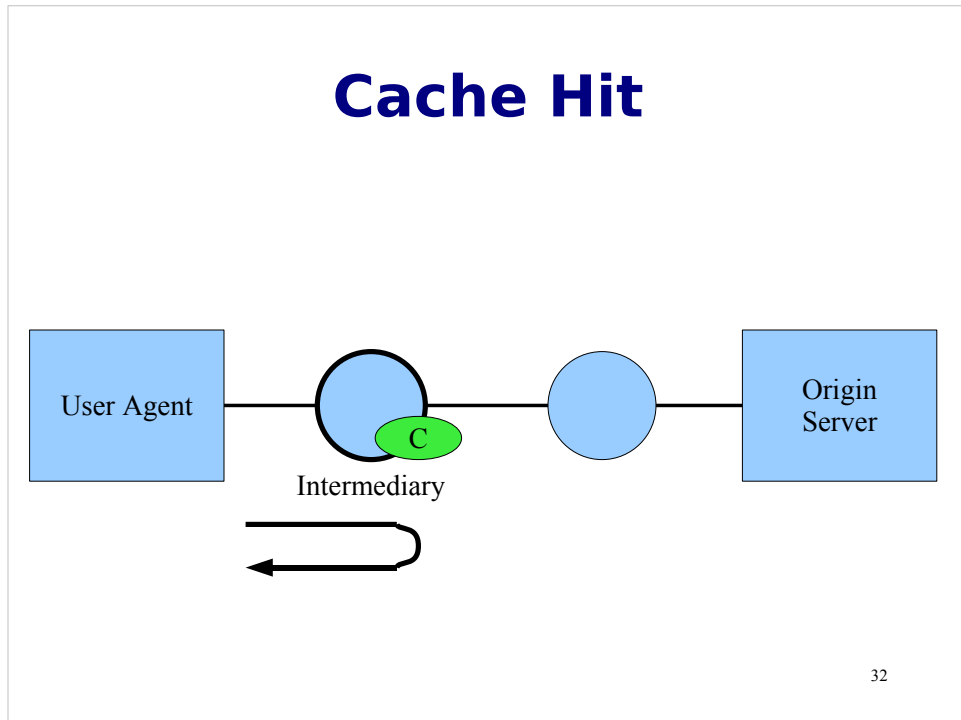 Cache Hit
User Agent
C
Intermediary
Origin
Server
32